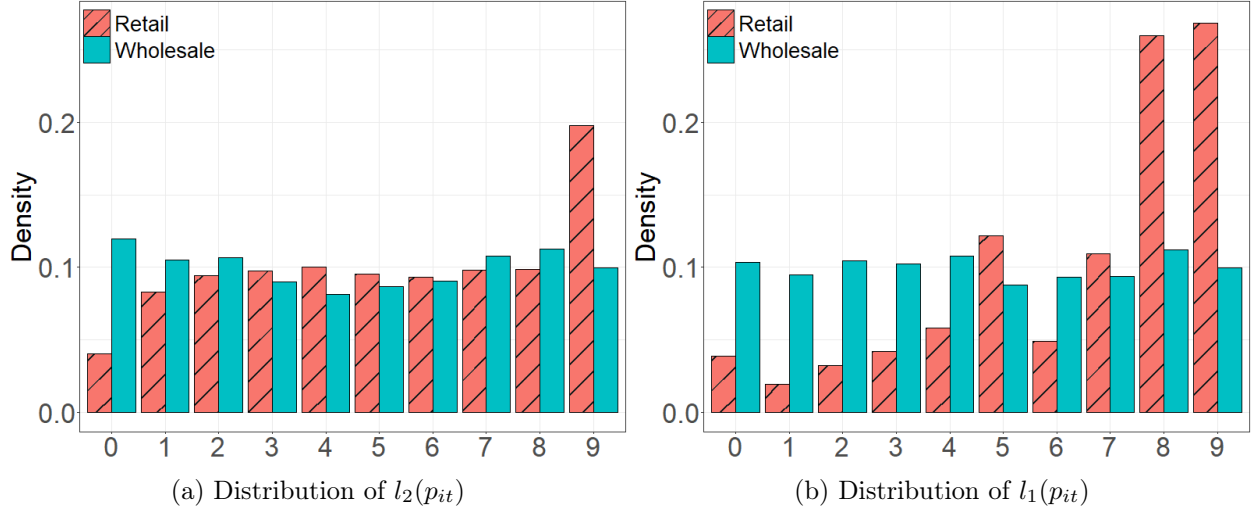 Retail
Wholesale
Density
0.2
0.1
0.0
0 1 2 3 4 5 6 7 8 9
(a) Distribution of l₂(pᵢₜ)
Retail
Wholesale
Density
0.2
0.1
0.0
0 1 2 3 4 5 6 7 8 9
(b) Distribution of l₁(pᵢₜ)